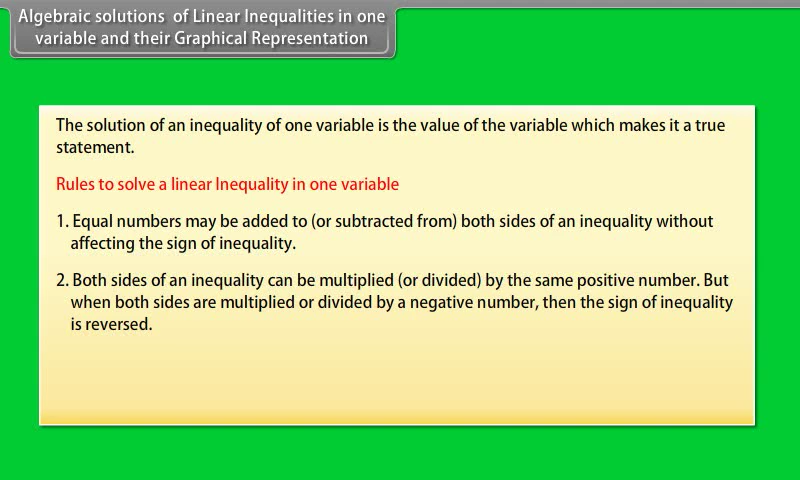 Algebraic solutions of Linear Inequalities in one
variable and their Graphical Representation
The solution of an inequality of one variable is the value of the variable which makes it a true
statement.
Rules to solve a linear Inequality in one variable
1. Equal numbers may be added to (or subtracted from) both sides of an inequality without
affecting the sign of inequality.
2. Both sides of an inequality can be multiplied (or divided) by the same positive number. But
when both sides are multiplied or divided by a negative number, then the sign of inequality
is reversed.